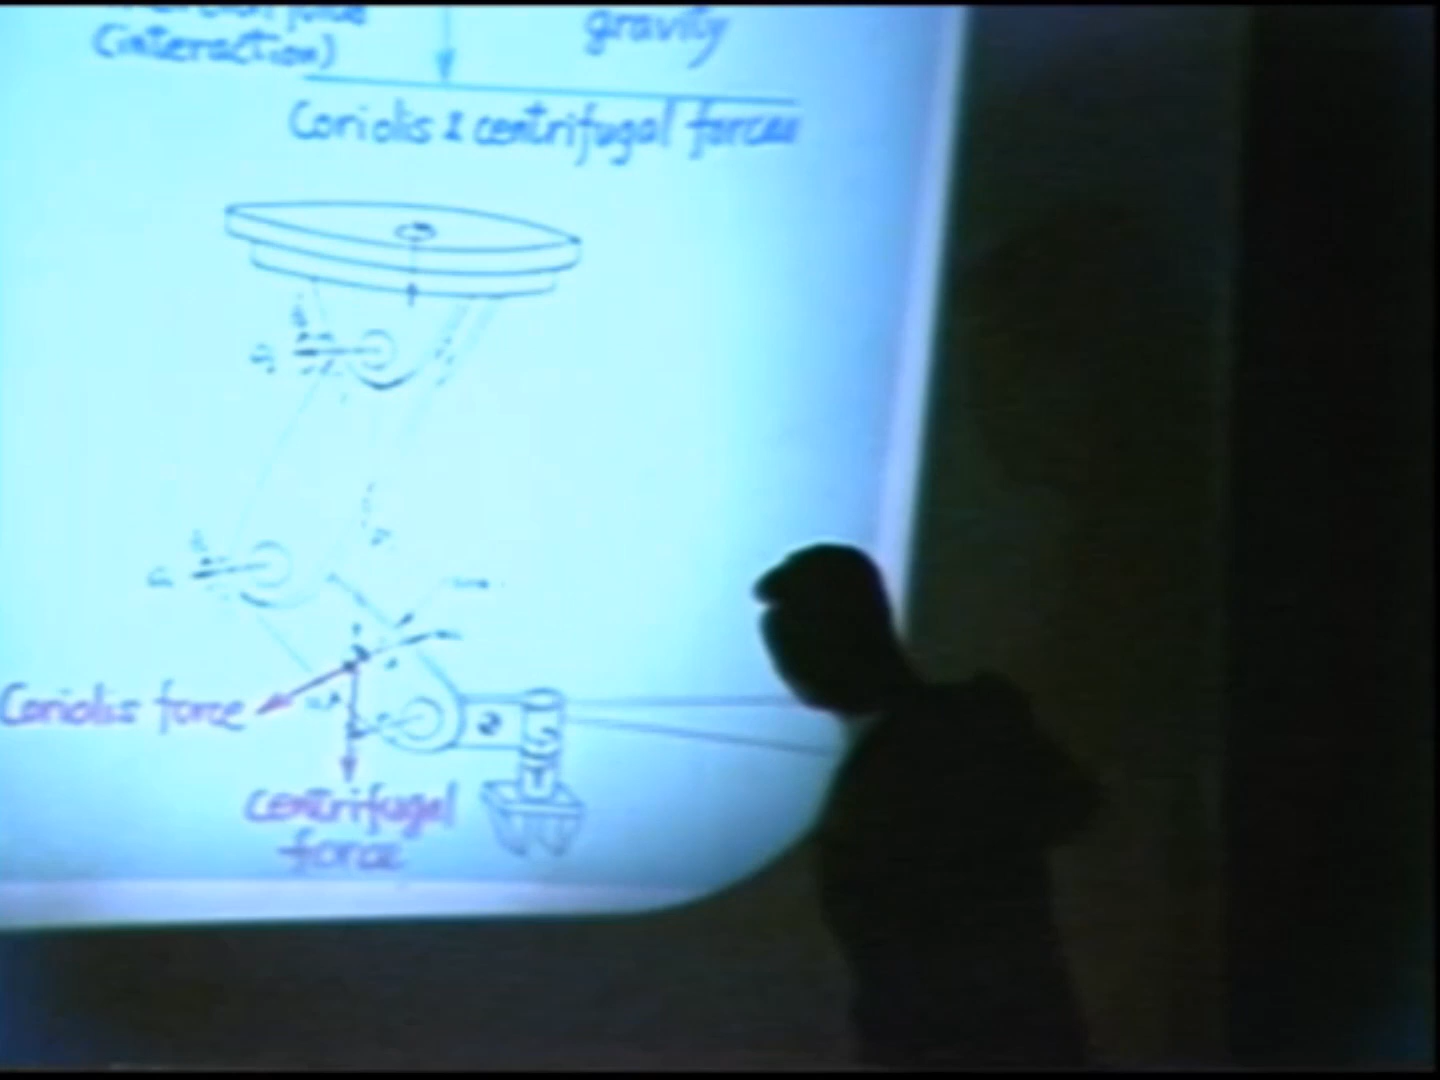 (interaction)
gravity
Coriolis & centrifugal forces
Coriolis force
centrifugal
force